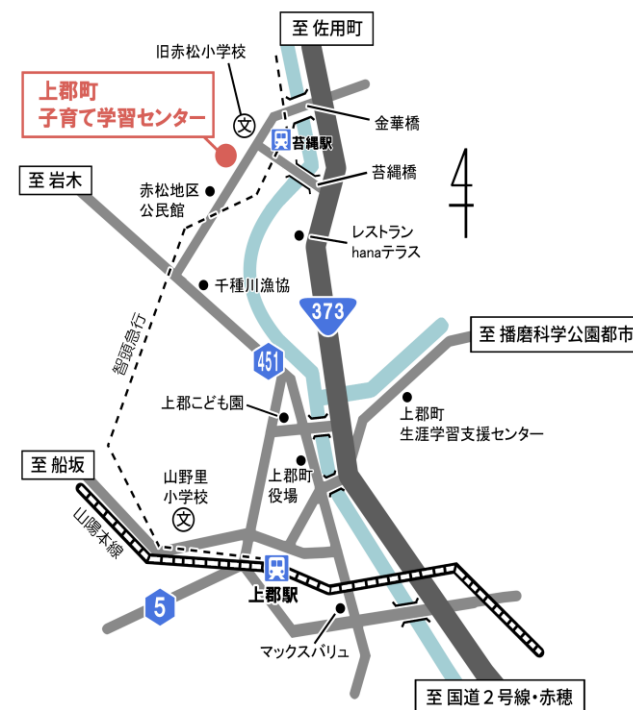 至 佐用町
旧赤松小学校
上郡町
子育て学習センター
文
金華橋
苔縄駅
苔縄橋
至 岩木
赤松地区
公民館
レストラン
hanaテラス
千種川漁協
373
至 播磨科学公園都市
智頭急行
451
上郡こども園
上郡町
生涯学習支援センター
至 船坂
山野里
小学校
文
上郡町
役場
山陽本線
上郡駅
5
マックスバリュ
至 国道2号線・赤穂